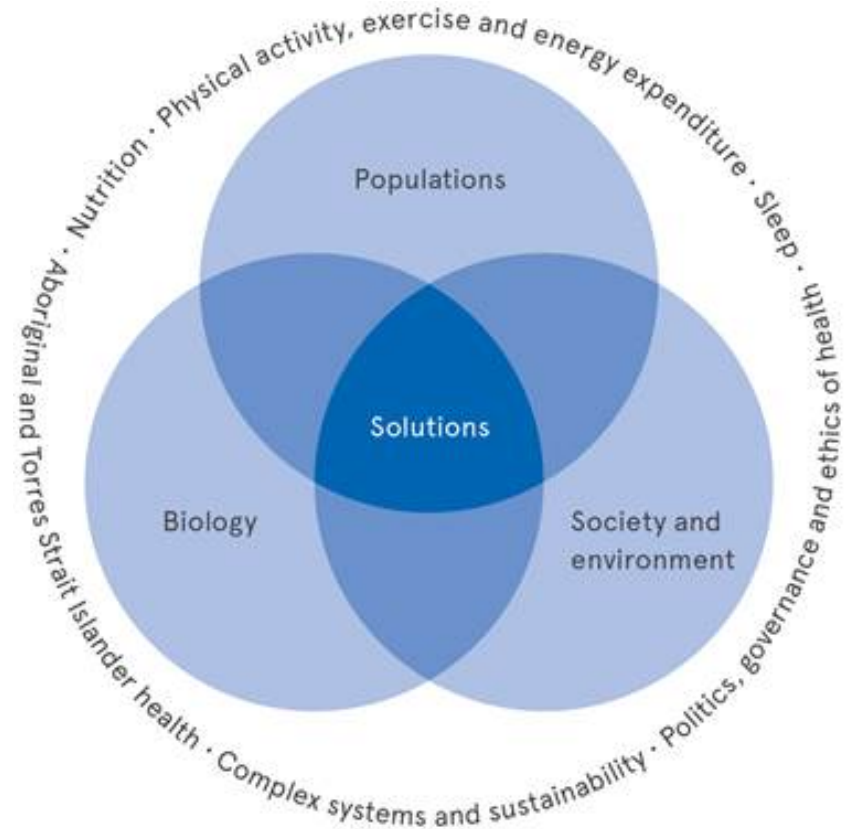 Aboriginal and Torres Strait Islander health · Nutrition · Physical activity, exercise and energy expenditure · Sleep ·
Politics, governance and ethics of health · Complex systems and sustainability ·
Populations
Solutions
Biology
Society and
environment